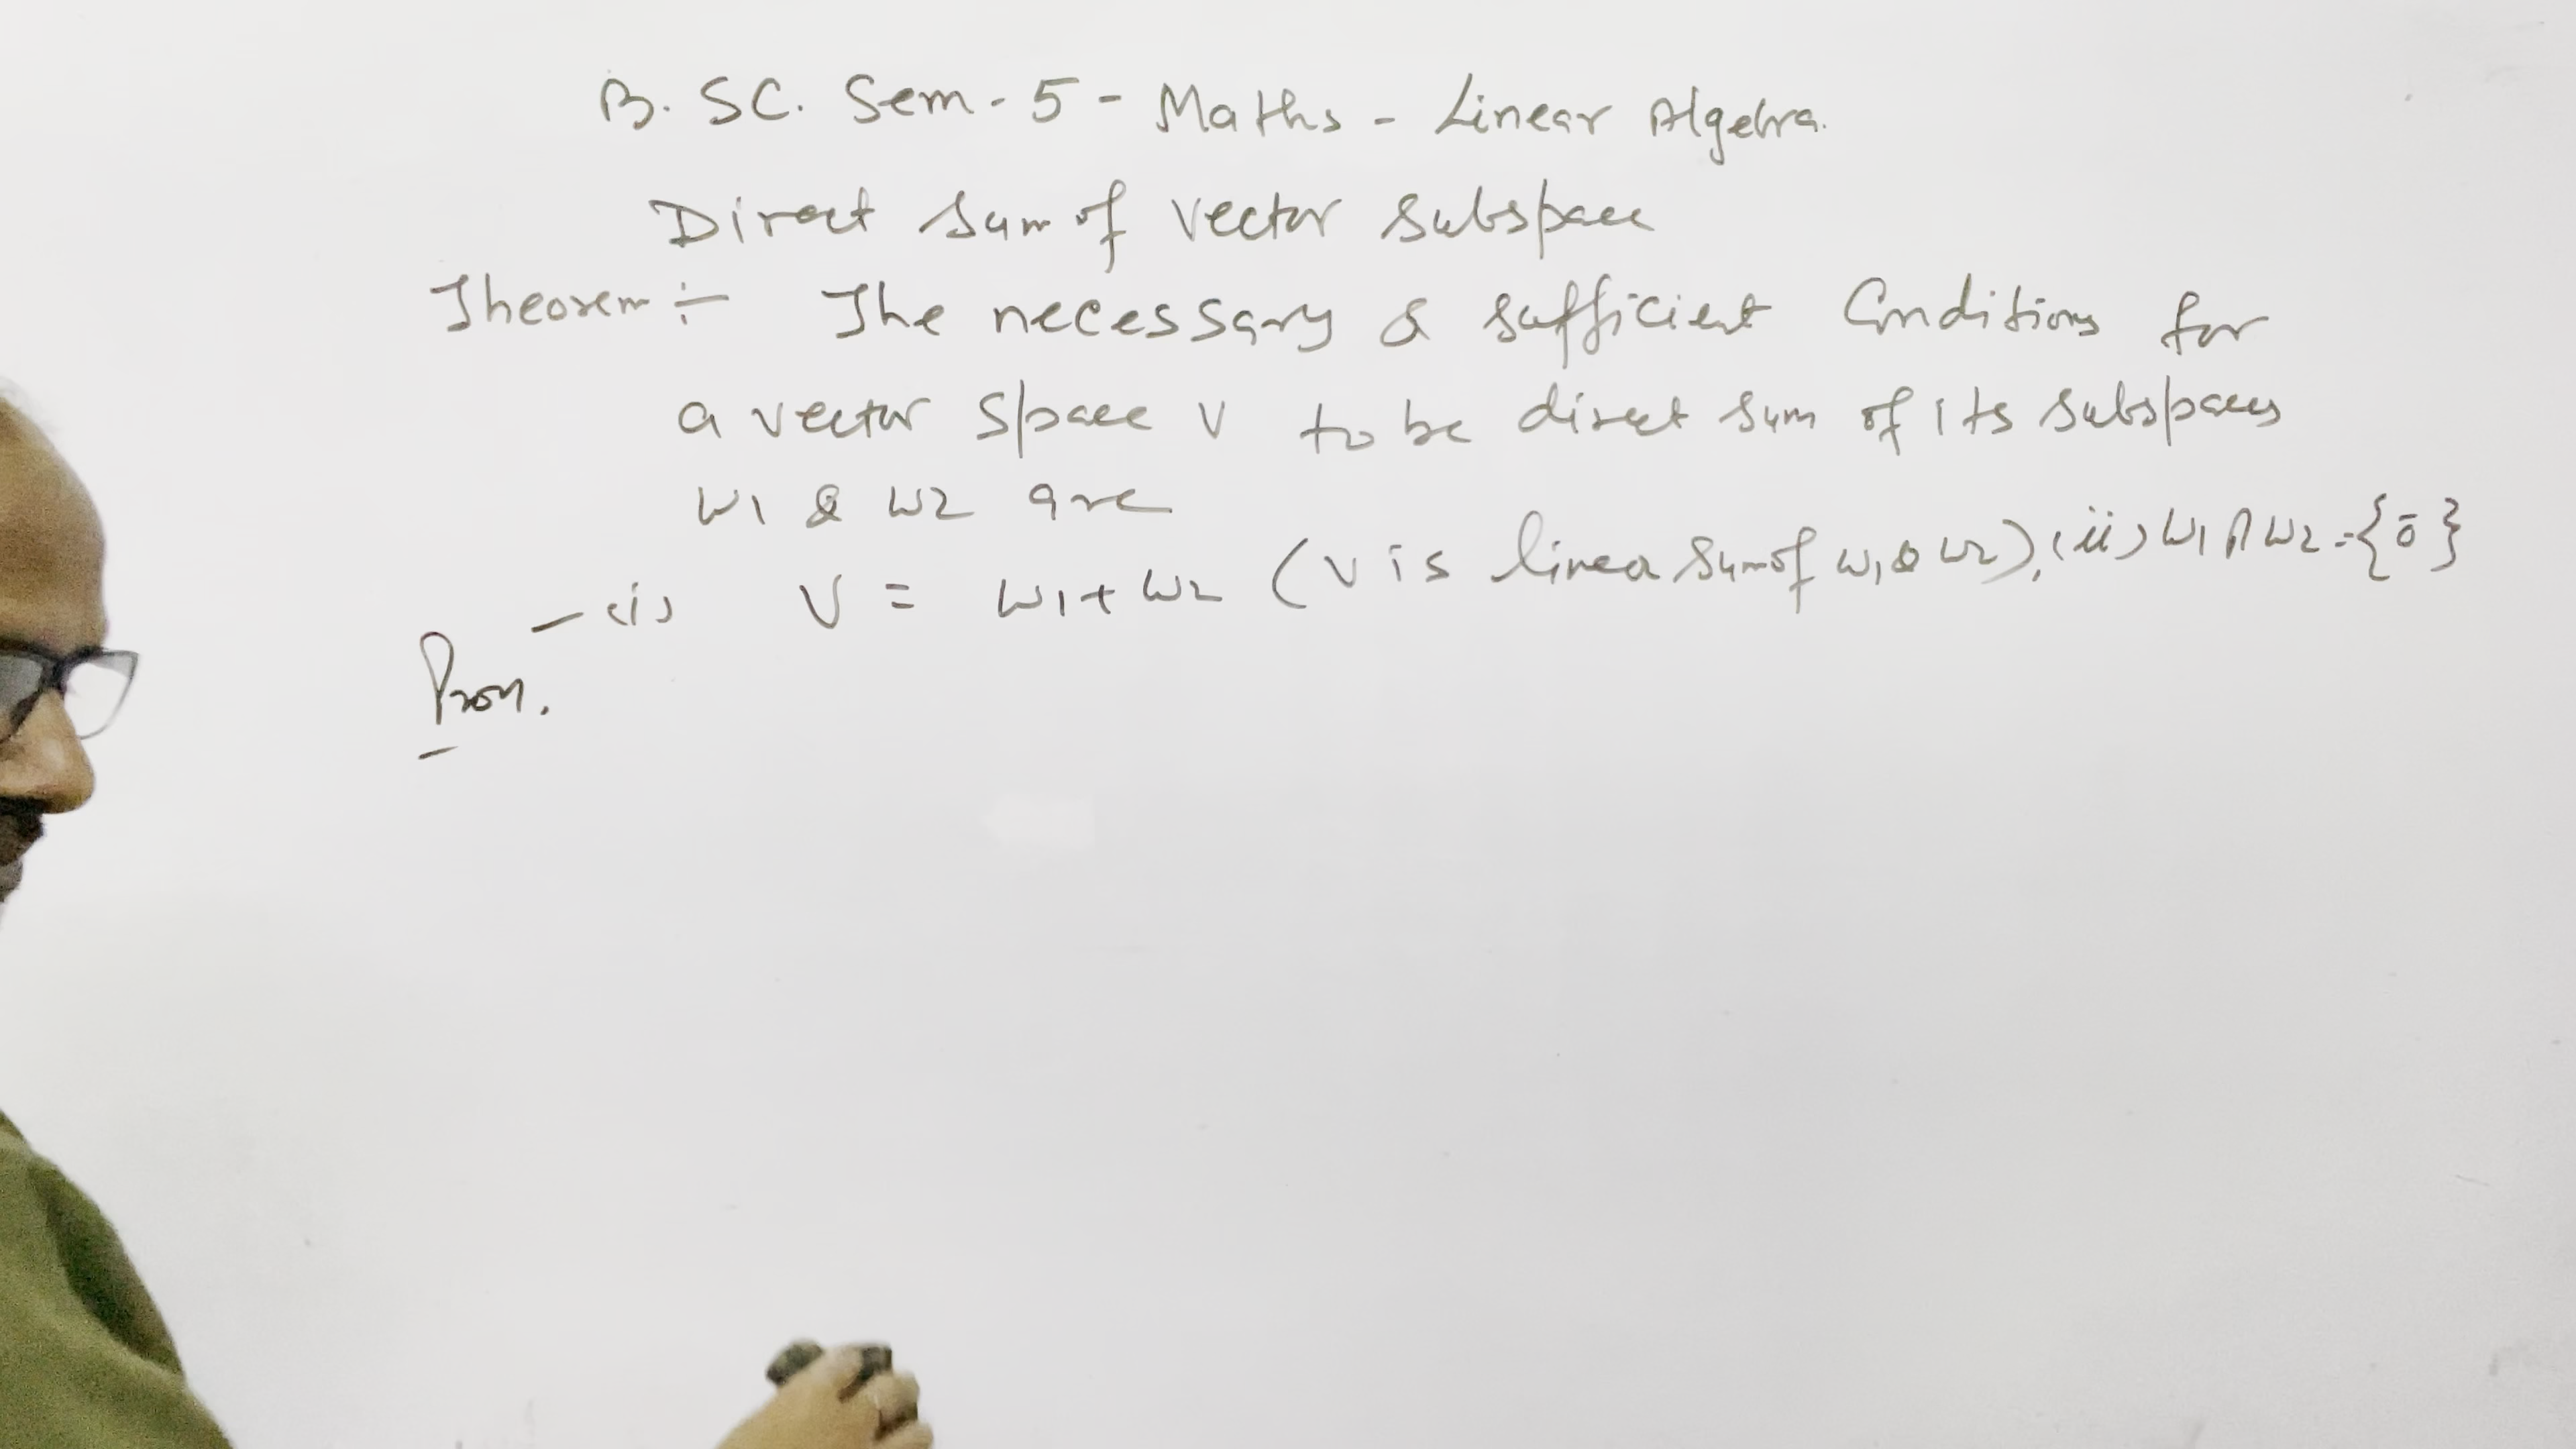 B. SC. Sem - 5 - Maths - Linear Algebra.
Direct Sum of Vector Subspace
Theorem ÷ The necessary & sufficient Conditions for
a vector space V to be direct sum of its subspaces
W1 & W2 are
(i) V = W1 + W2 (V is linear sum of W1 & W2), (ii) W1 ∩ W2 = {0̄}